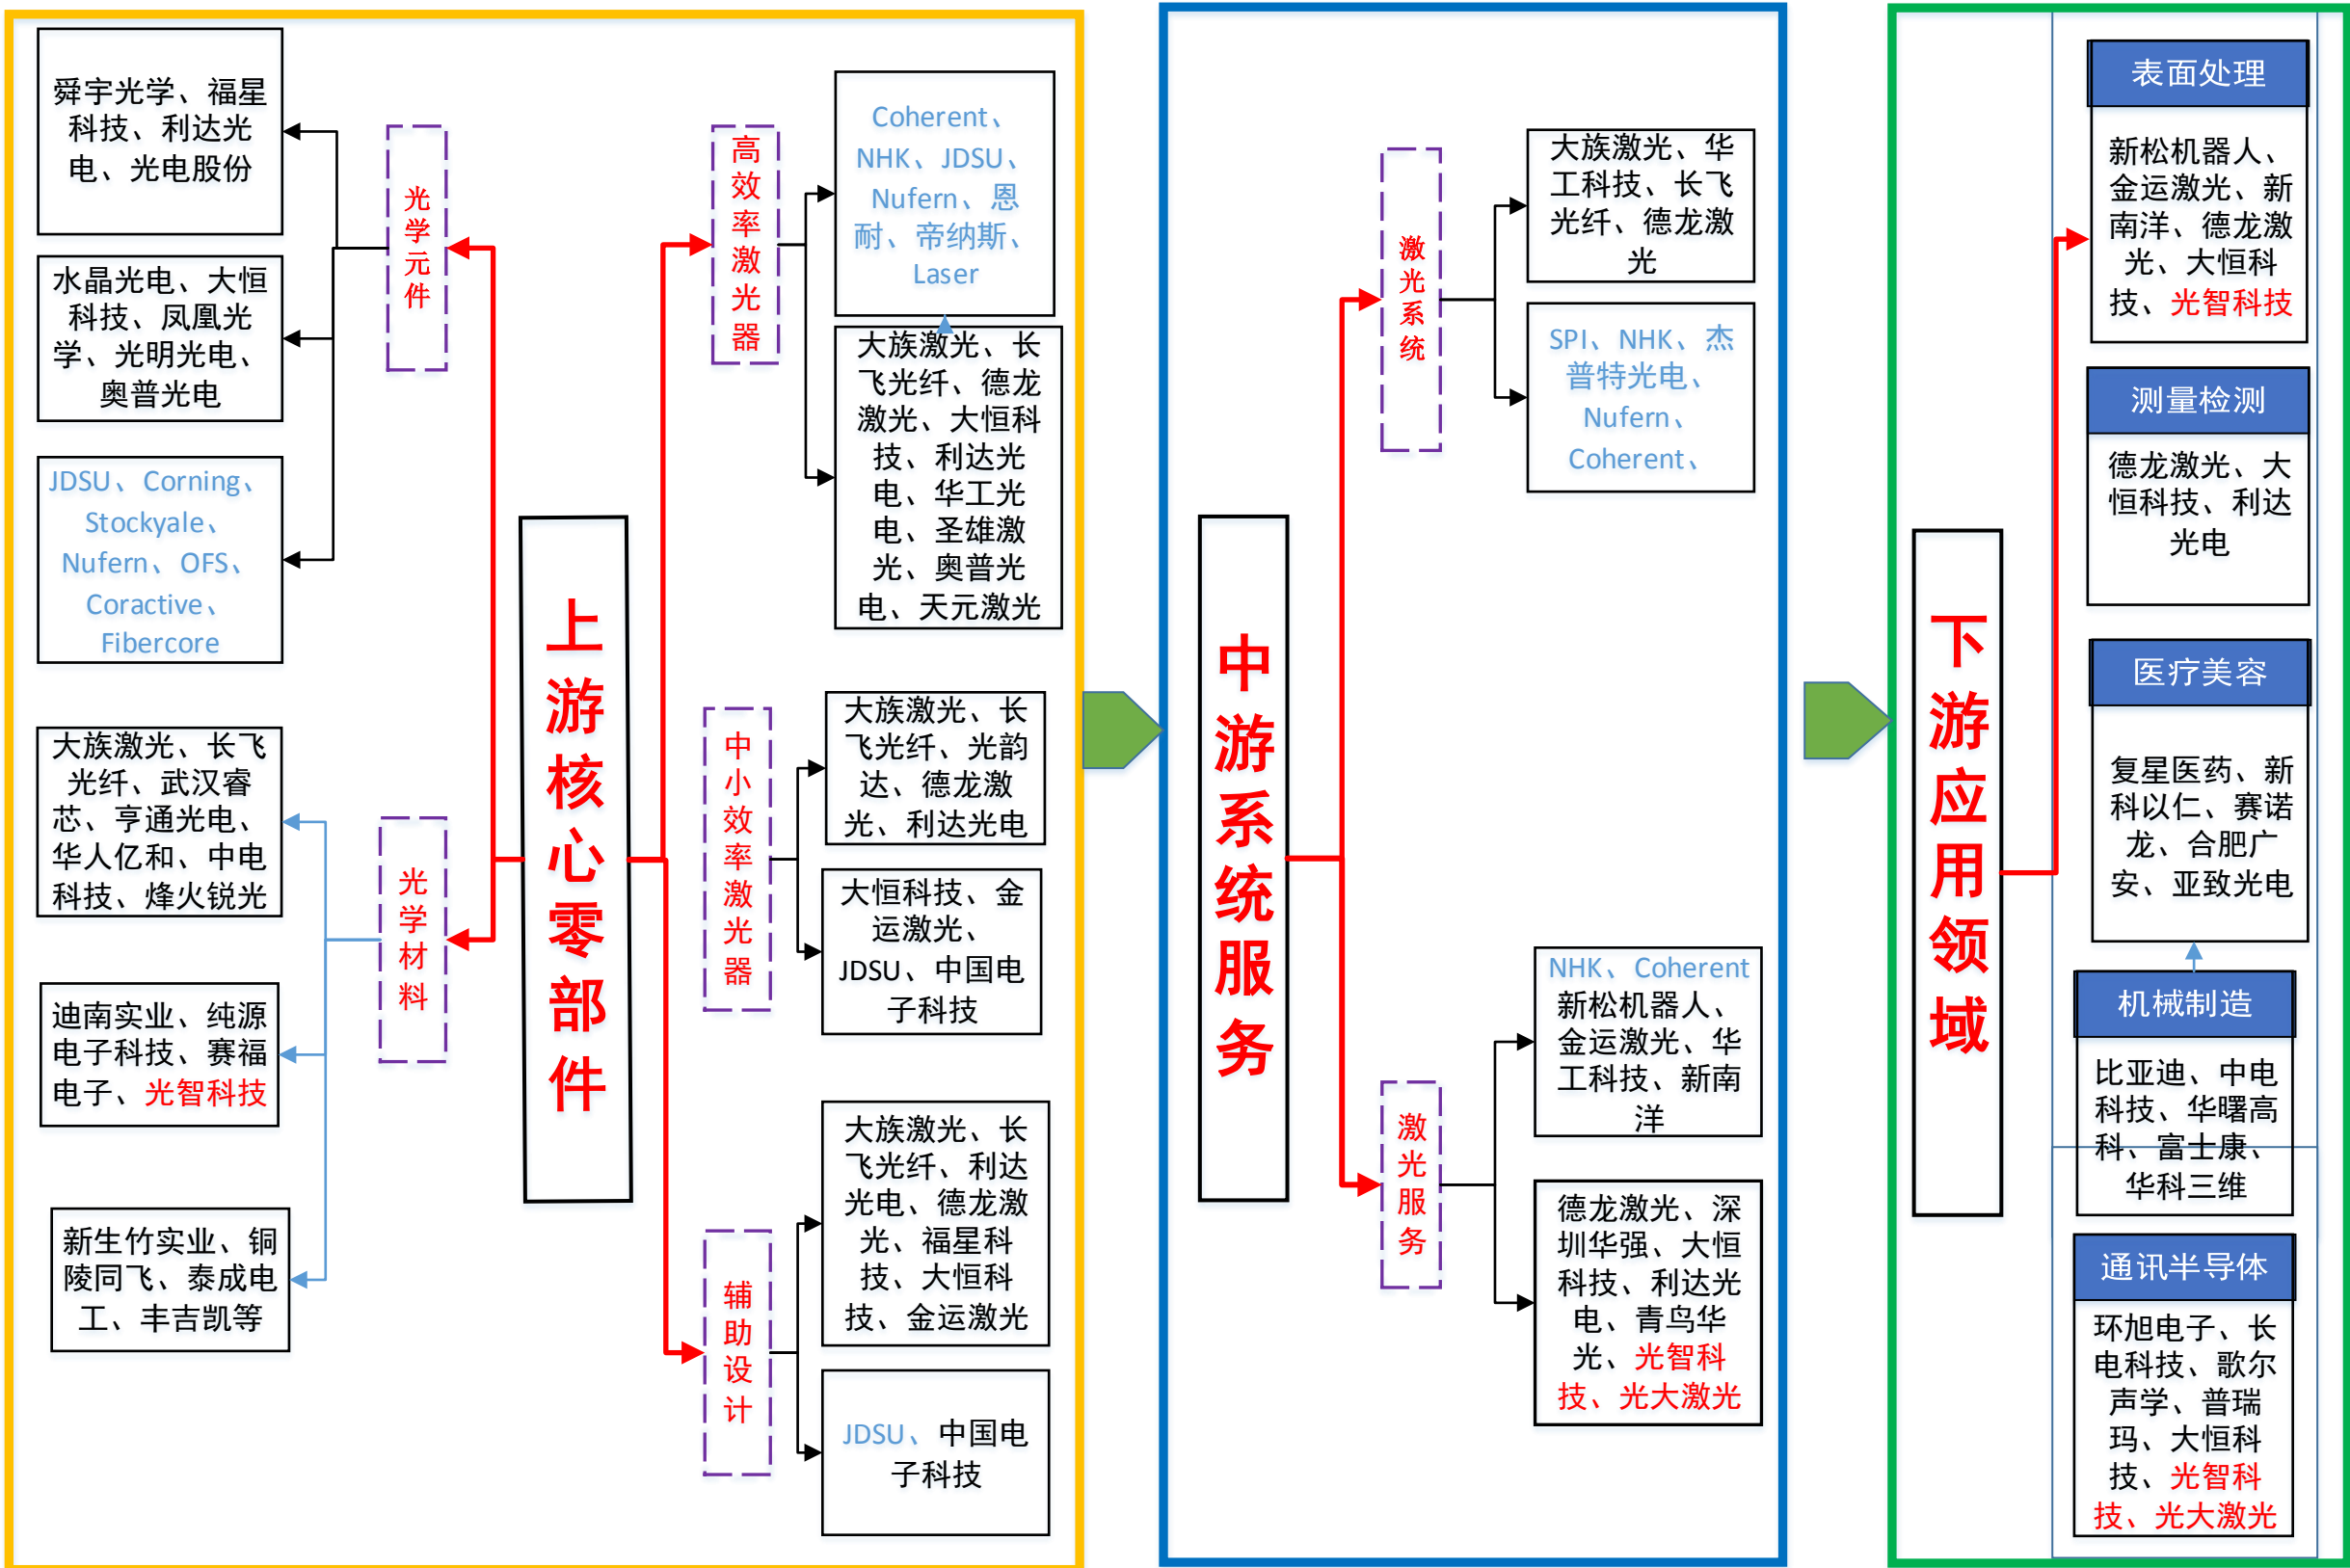 舜宇光学、福星
科技、利达光
电、光电股份
水晶光电、大恒
科技、凤凰光
学、光明光电、
奥普光电
JDSU、Corning、
Stockyale、
Nufern、OFS、
Coractive、
Fibercore
光学元件
大族激光、长飞
光纤、武汉睿
芯、亨通光电、
华人亿和、中电
科技、烽火锐光
迪南实业、纯源
电子科技、赛福
电子、光智科技
新生竹实业、铜
陵同飞、泰成电
工、丰吉凯等
光学材料
上游核心零部件
高效率激光器
Coherent、
NHK、JDSU、
Nufern、恩
耐、帝纳斯、
Laser
大族激光、长
飞光纤、德龙
激光、大恒科
技、利达光
电、华工光
电、圣雄激
光、奥普光
电、天元激光
中小效率激光器
大族激光、长
飞光纤、光韵
达、德龙激
光、利达光电
大恒科技、金
运激光、
JDSU、中国电
子科技
辅助设计
大族激光、长
飞光纤、利达
光电、德龙激
光、福星科
技、大恒科
技、金运激光
JDSU、中国电
子科技
中游系统服务
激光系统
大族激光、华
工科技、长飞
光纤、德龙激
光
SPI、NHK、杰
普特光电、
Nufern、
Coherent、
激光服务
NHK、Coherent
新松机器人、
金运激光、华
工科技、新南
洋
德龙激光、深
圳华强、大恒
科技、利达光
电、青鸟华
光、光智科
技、光大激光
下游应用领域
表面处理
新松机器人、
金运激光、新
南洋、德龙激
光、大恒科
技、光智科技
测量检测
德龙激光、大
恒科技、利达
光电
医疗美容
复星医药、新
科以仁、赛诺
龙、合肥广
安、亚致光电
机械制造
比亚迪、中电
科技、华曙高
科、富士康、
华科三维
通讯半导体
环旭电子、长
电科技、歌尔
声学、普瑞
玛、大恒科
技、光智科
技、光大激光